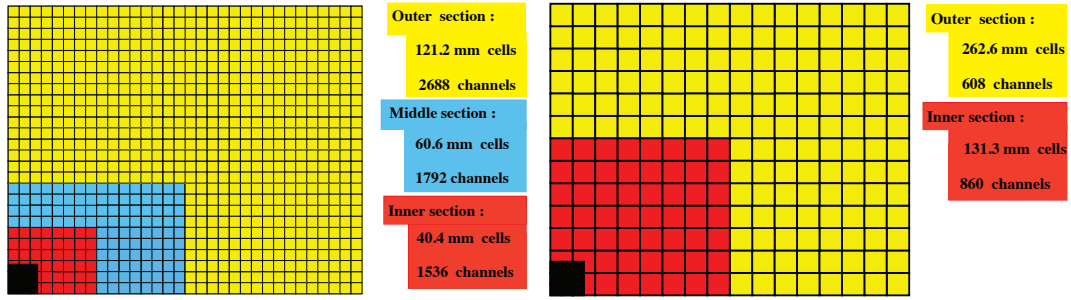 Outer section :
121.2 mm cells
2688 channels
Middle section :
60.6 mm cells
1792 channels
Inner section :
40.4 mm cells
1536 channels
Outer section :
262.6 mm cells
608 channels
Inner section :
131.3 mm cells
860 channels